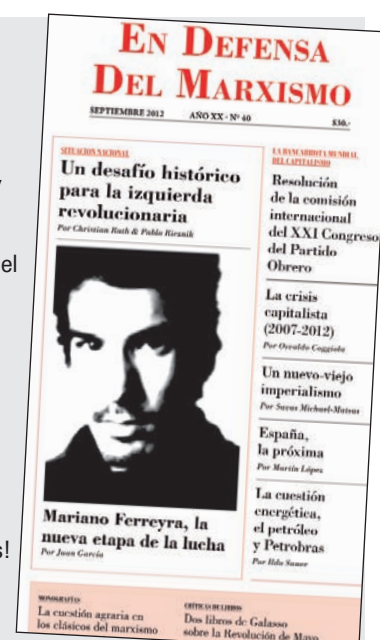 EN DEFENSA
DEL MARXISMO
SEPTIEMBRE 2012 AÑO XX - Nº 40 $30.-
SITUACION NACIONAL
Un desafío histórico
para la izquierda
revolucionaria
Por Christian Rath & Pablo Rieznik
Mariano Ferreyra, la
nueva etapa de la lucha
Por Juan García
LA BANCARROTA MUNDIAL
DEL CAPITALISMO
Resolución
de la comisión
internacional
del XXI Congreso
del Partido
Obrero
La crisis
capitalista
(2007-2012)
Por Osvaldo Coggiola
Un nuevo-viejo
imperialismo
Por Savas Michael-Matsas
España,
la próxima
Por Martín López
La cuestión
energética,
el petróleo
y Petrobras
Por Ildo Sauer
MONOGRAFÍAS
La cuestión agraria en
los clásicos del marxismo
CRÍTICAS DE LIBROS
Dos libros de Galasso
sobre la Revolución de Mayo
el
s!